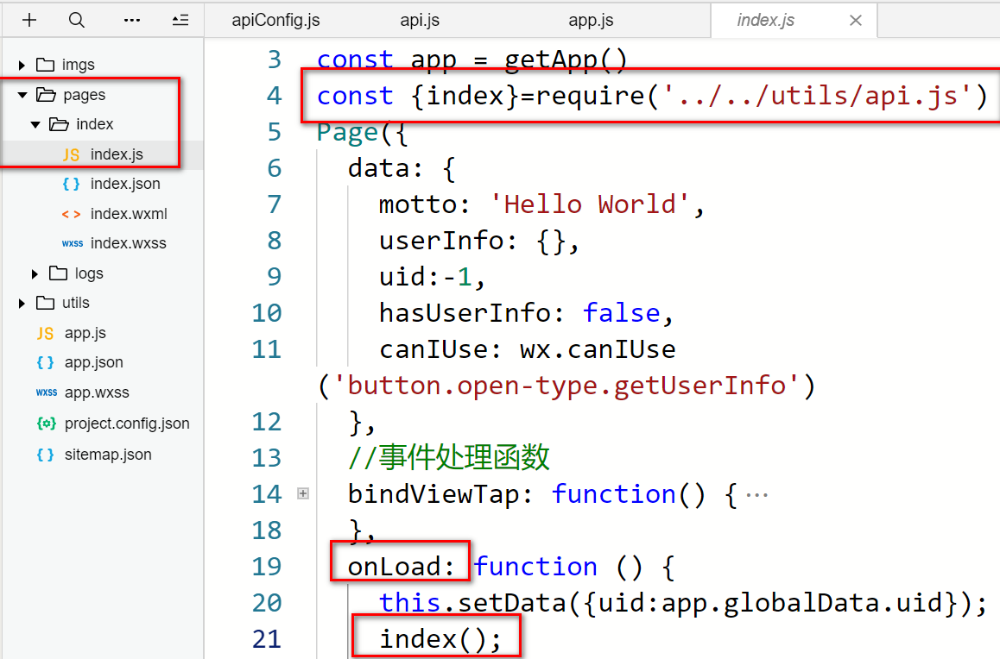 apiConfig.js api.js app.js index.js
imgs
pages
index
JS index.js
{ } index.json
< > index.wxml
wxss index.wxss
logs
utils
JS app.js
{ } app.json
wxss app.wxss
{o} project.config.json
{ } sitemap.json
3 const app = getApp()
4 const {index}=require('../../utils/api.js')
5 Page({
6 data: {
7 motto: 'Hello World',
8 userInfo: {},
9 uid:-1,
10 hasUserInfo: false,
11 canIUse: wx.canIUse
('button.open-type.getUserInfo')
12 },
13 //事件处理函数
14 bindViewTap: function() {···
18 },
19 onLoad: function () {
20 this.setData({uid:app.globalData.uid});
21 index();